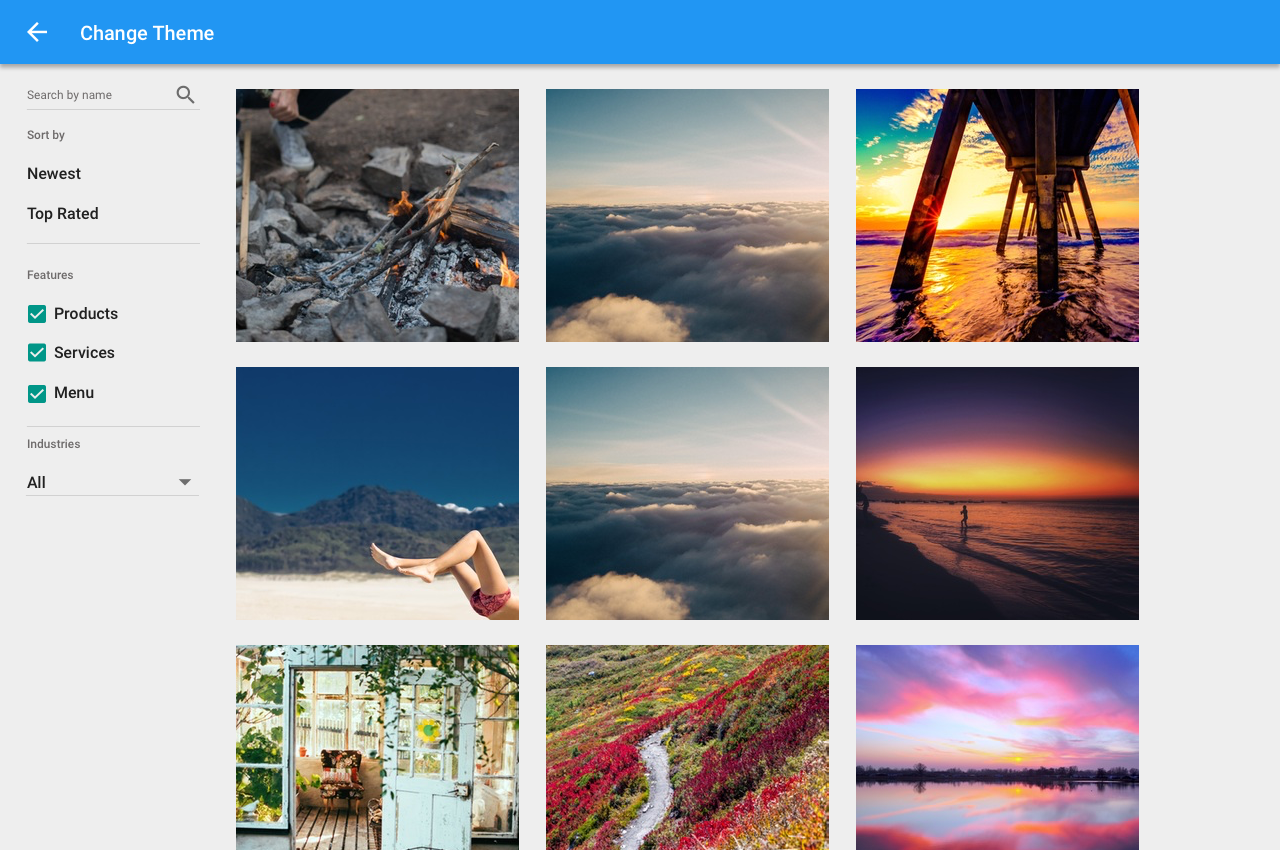 Change Theme
Search by name
Sort by
Newest
Top Rated
Features
Products
Services
Menu
Industries
All